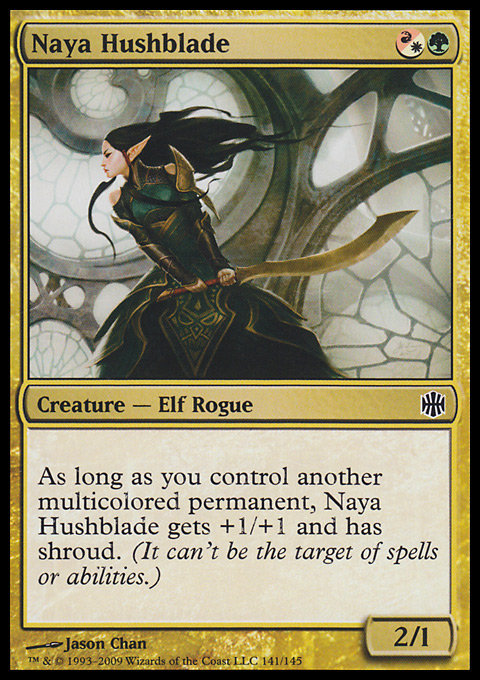 Naya Hushblade
Creature — Elf Rogue
As long as you control another
multicolored permanent, Naya
Hushblade gets +1/+1 and has
shroud. (It can't be the target of spells
or abilities.)
Jason Chan
2/1
™ & © 1993–2009 Wizards of the Coast LLC 141/145